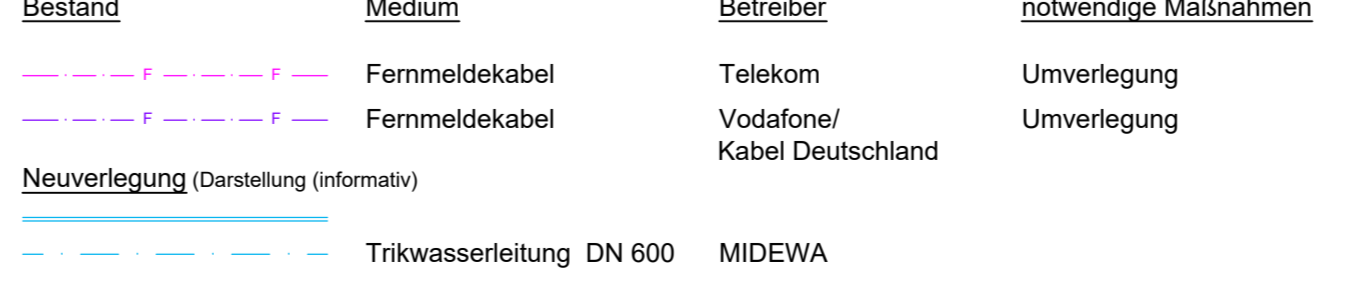 Bestand Medium Betreiber notwendige Maßnahmen
F F Fernmeldekabel Telekom Umverlegung
F F Fernmeldekabel Vodafone/ Umverlegung
Kabel Deutschland
Neuverlegung (Darstellung (informativ)
Trikwasserleitung DN 600 MIDEWA